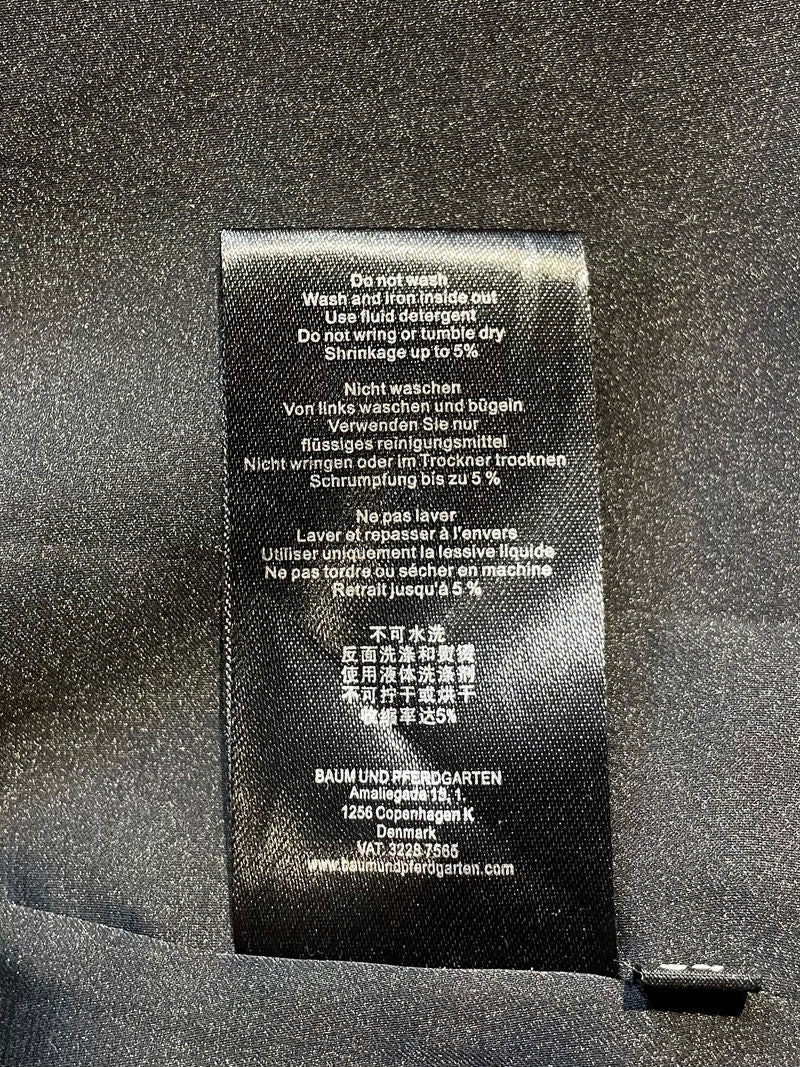 Do not wash
Wash and iron inside out
Use fluid detergent
Do not wring or tumble dry
Shrinkage up to 5%
Nicht waschen
Von links waschen und bügeln
Verwenden Sie nur
flüssiges reinigungsmittel
Nicht wringen oder im Trockner trocknen
Schrumpfung bis zu 5 %
Ne pas laver
Laver et repasser à l'envers
Utiliser uniquement la lessive liquide
Ne pas tordre ou sécher en machine
Retrait jusqu'à 5 %
不可水洗
反面洗涤和熨烫
使用液体洗涤剂
不可拧干或烘干
收缩率达5%
BAUM UND PFERDGARTEN
Amaliegade 18, 1.
1256 Copenhagen K
Denmark
VAT: 3228 7565
www.baumundpferdgarten.com